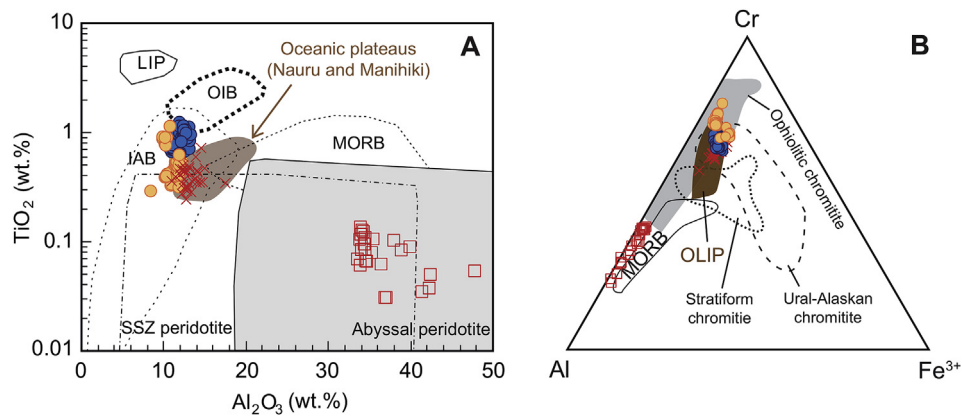 10
1
0.1
0.01
TiO2 (wt.%)
0
10
20
30
40
50
Al2O3 (wt.%)
A
LIP
OIB
Oceanic plateaus
(Nauru and Manihiki)
IAB
MORB
SSZ peridotite
Abyssal peridotite
B
Cr
Al
Fe3+
Ophiolitic chromitite
MORB
OLIP
Stratiform
chromitie
Ural-Alaskan
chromitite